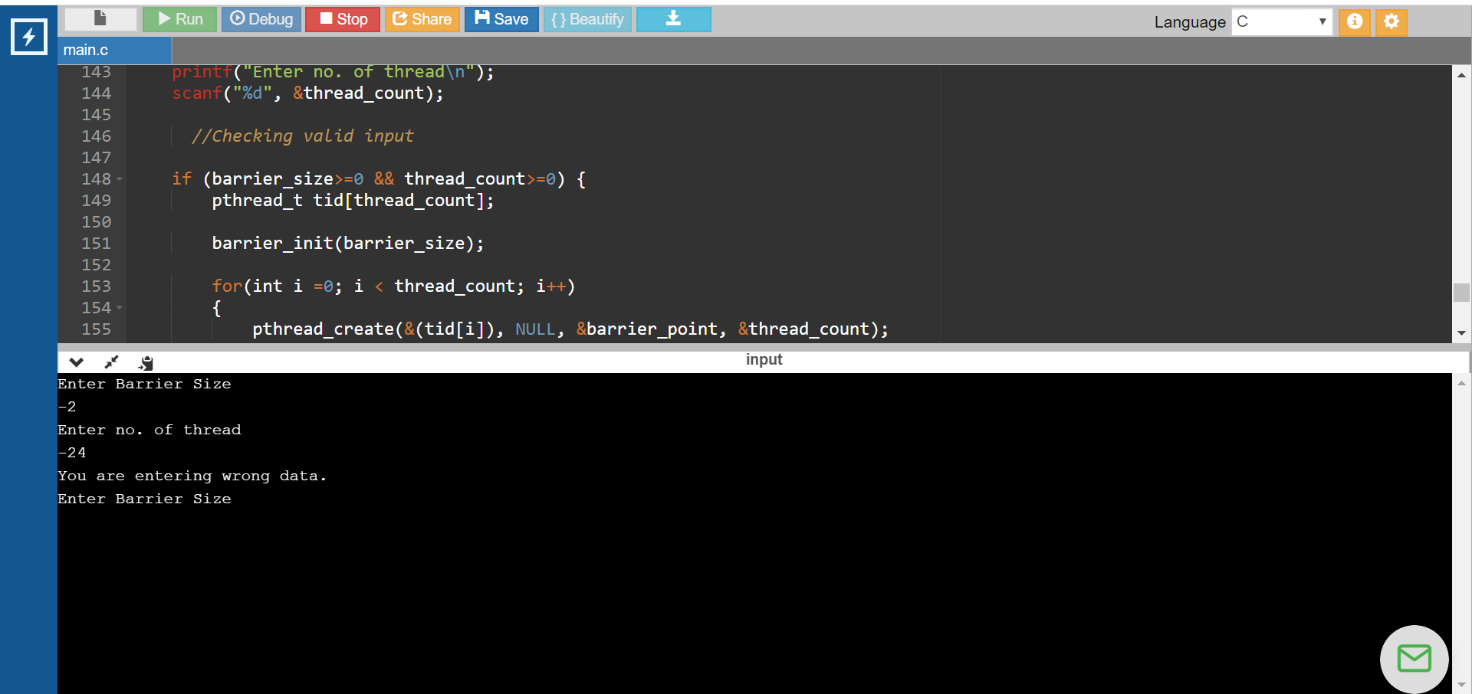 Run Debug Stop Share Save { } Beautify Language C
main.c
143 printf("Enter no. of thread\n");
144 scanf("%d", &thread_count);
145
146 //Checking valid input
147
148 if (barrier_size>=0 && thread_count>=0) {
149 pthread_t tid[thread_count];
150
151 barrier_init(barrier_size);
152
153 for(int i =0; i < thread_count; i++)
154 {
155 pthread_create(&(tid[i]), NULL, &barrier_point, &thread_count);
input
Enter Barrier Size
-2
Enter no. of thread
-24
You are entering wrong data.
Enter Barrier Size